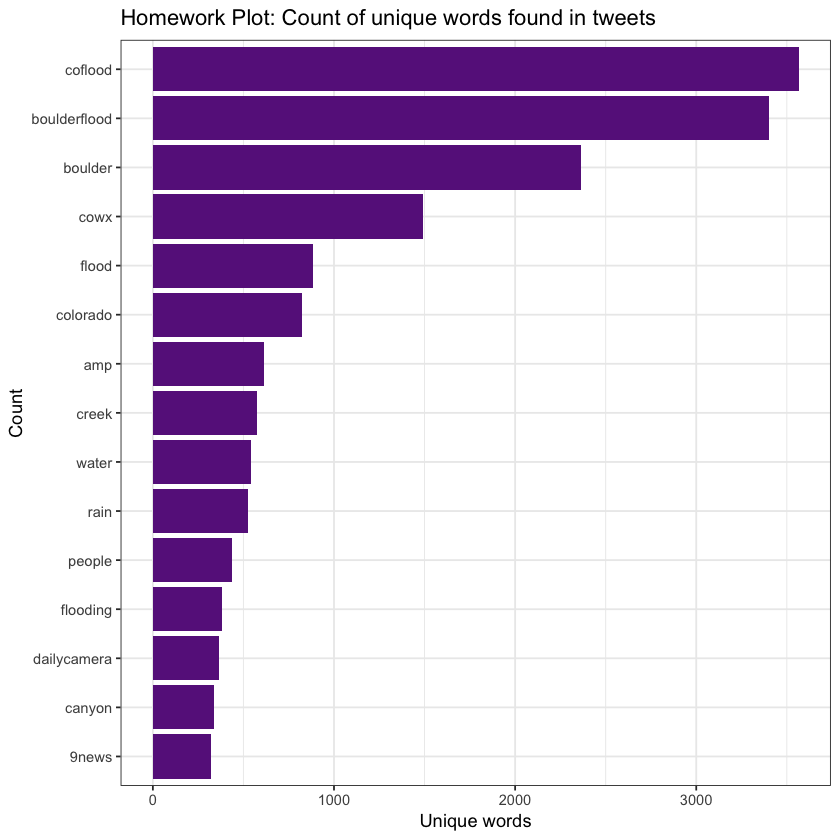 Homework Plot: Count of unique words found in tweets
coflood
boulderflood
boulder
cowx
flood
colorado
amp
creek
water
rain
people
flooding
dailycamera
canyon
9news
Count
0 1000 2000 3000
Unique words